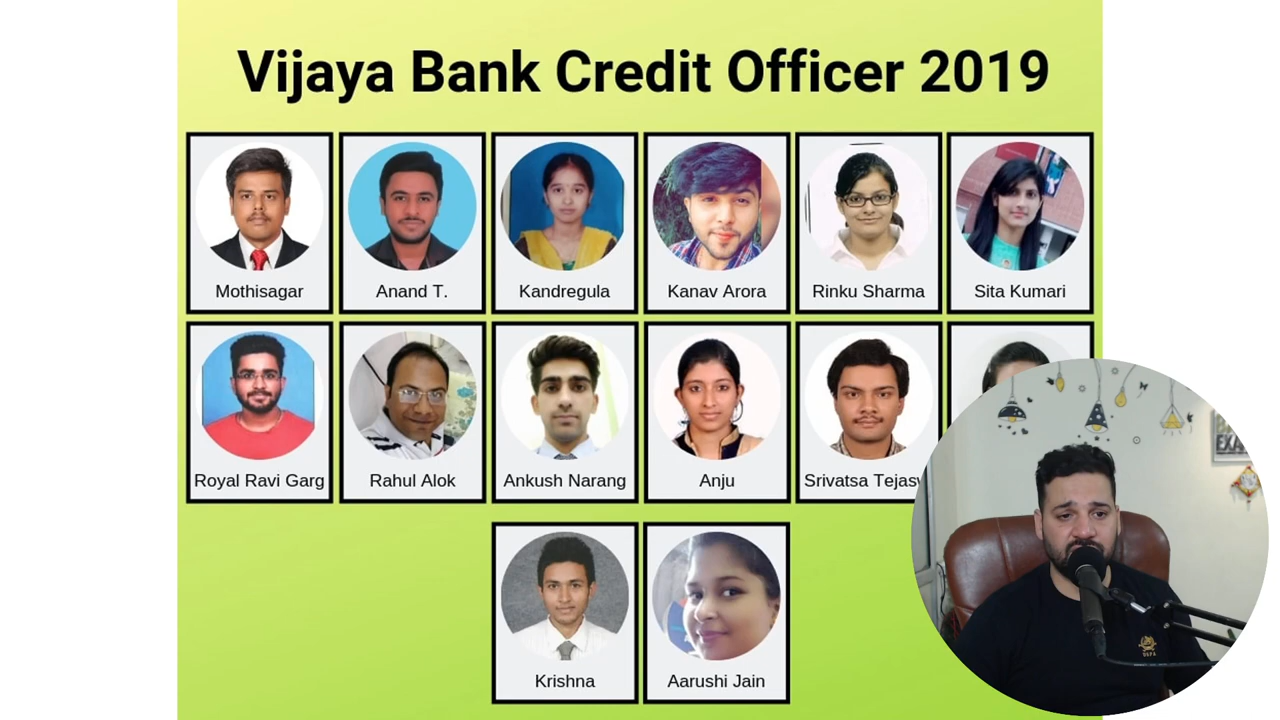 Vijaya Bank Credit Officer 2019
Mothisagar
Anand T.
Kandregula
Kanav Arora
Rinku Sharma
Sita Kumari
Royal Ravi Garg
Rahul Alok
Ankush Narang
Anju
Srivatsa
Krishna
Aarushi Jain